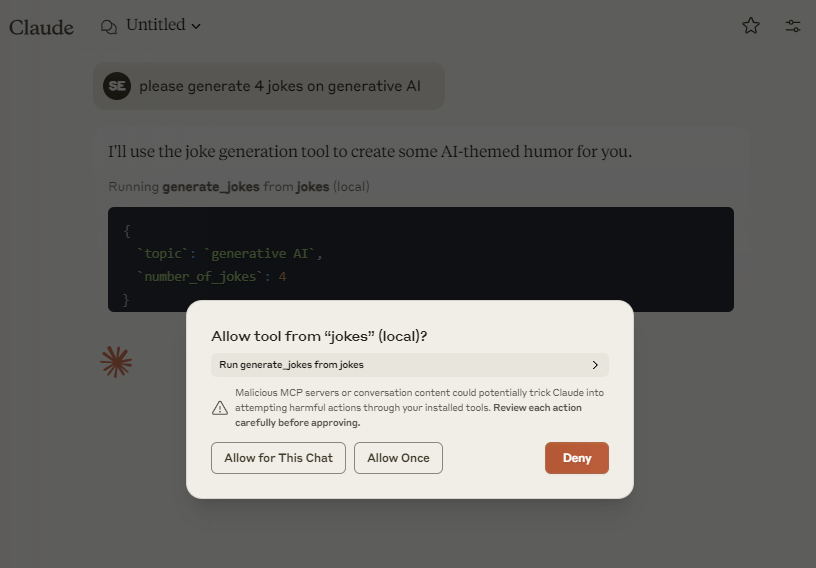 Claude
Untitled
SE
please generate 4 jokes on generative AI
I'll use the joke generation tool to create some AI-themed humor for you.
Running generate_jokes from jokes (local)
{
`topic`: `generative AI`,
`number_of_jokes`: 4
}
Allow tool from “jokes” (local)?
Run generate_jokes from jokes
Malicious MCP servers or conversation content could potentially trick Claude into
attempting harmful actions through your installed tools. Review each action
carefully before approving.
Allow for This Chat
Allow Once
Deny